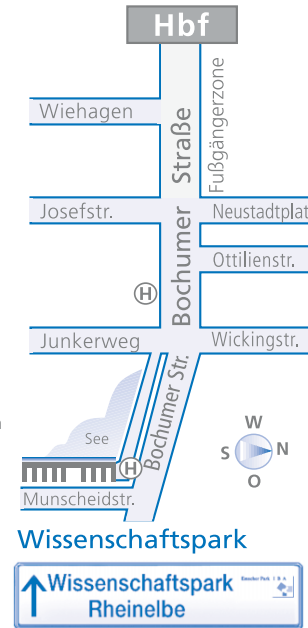 Hbf
Wiehagen
Fußgängerzone
Bochumer Straße
Josefstr.
Neustadtplat
Ottilienstr.
H
Junkerweg
Wickingstr.
Bochumer Str.
See
H
W
S
N
O
Munscheidstr.
Wissenschaftspark
Wissenschaftspark
Rheinelbe